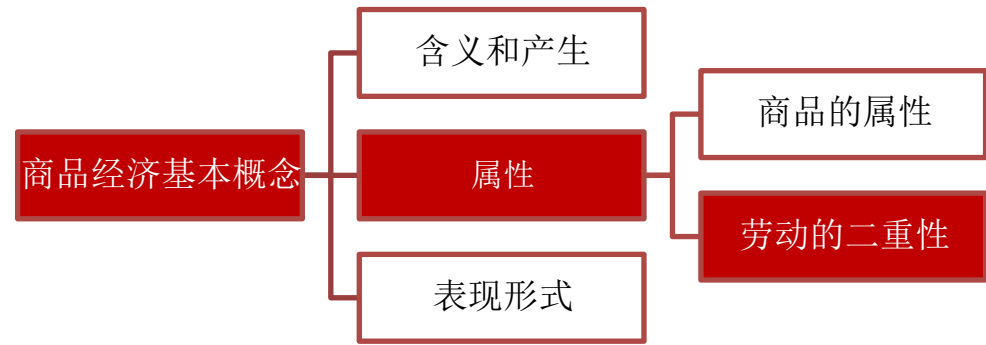 商品经济基本概念
含义和产生
属性
表现形式
商品的属性
劳动的二重性